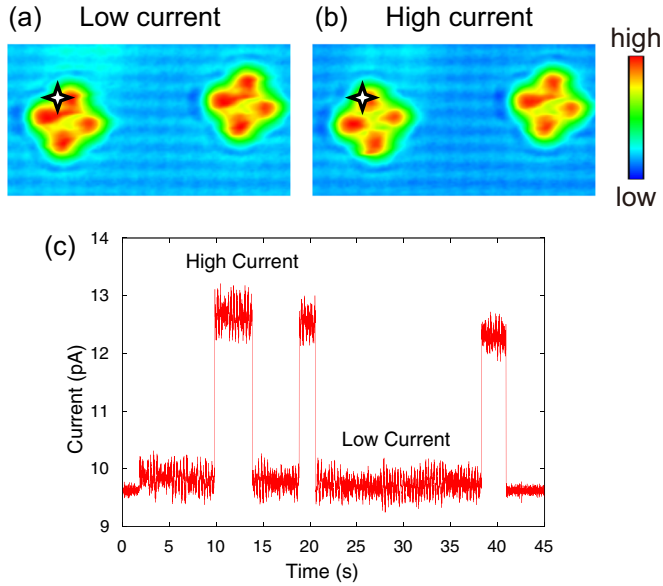 (a) Low current
(b) High current
high
low
(c)
14
13
12
11
10
9
Current (pA)
High Current
Low Current
0 5 10 15 20 25 30 35 40 45
Time (s)